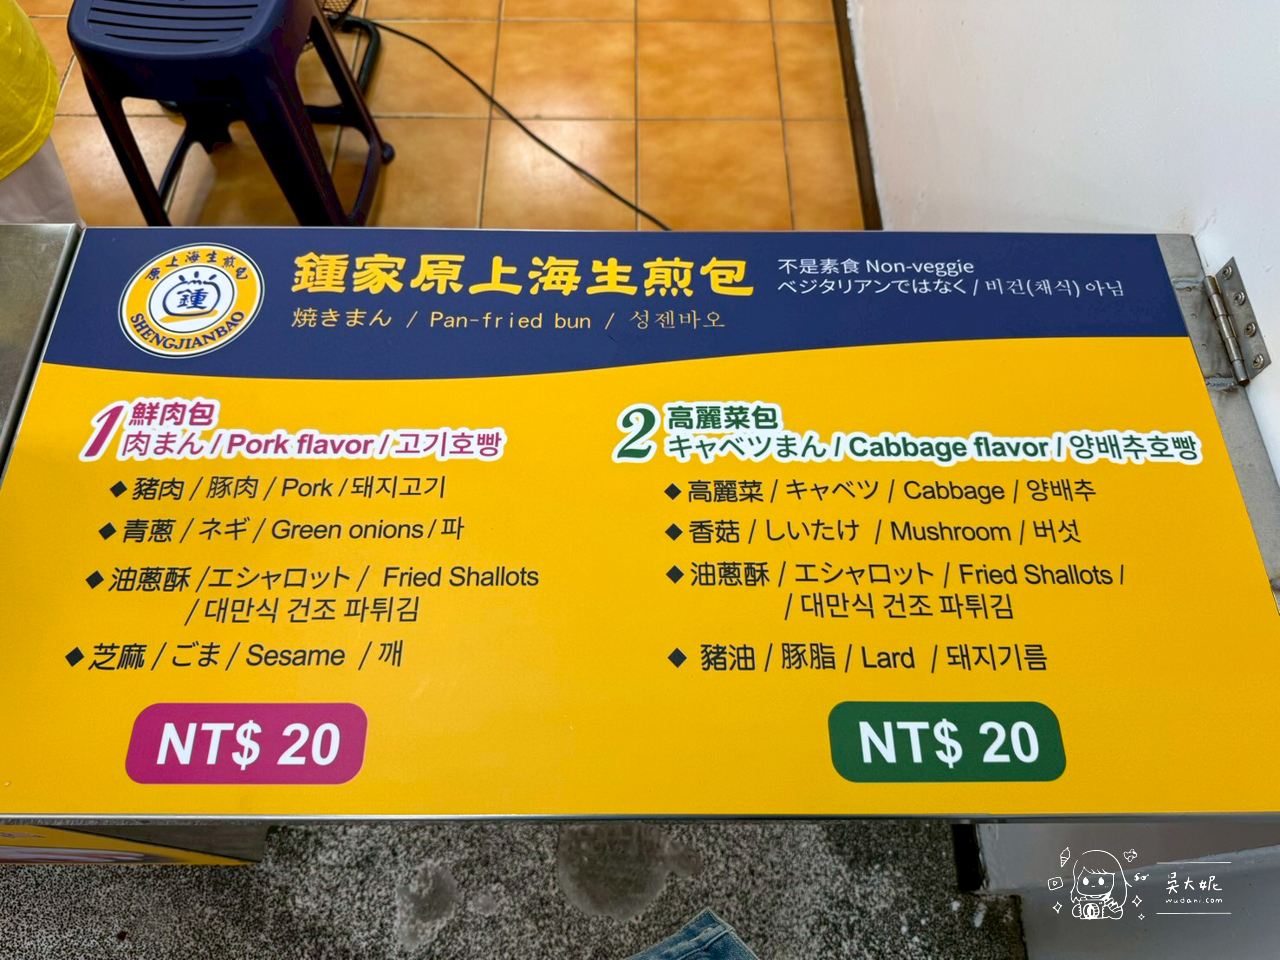 原上海生煎包
鍾
SHENGJIANBAO
鍾家原上海生煎包
焼きまん / Pan-fried bun / 성젠바오
不是素食 Non-veggie
ベジタリアンではなく / 비건(채식) 아님
1 鮮肉包
肉まん / Pork flavor / 고기호빵
◆豬肉 / 豚肉 / Pork / 돼지고기
◆青蔥 / ネギ / Green onions / 파
◆油蔥酥 / エシャロット / Fried Shallots
/ 대만식 건조 파튀김
◆芝麻 / ごま / Sesame / 깨
NT$ 20
2 高麗菜包
キャベツまん / Cabbage flavor / 양배추호빵
◆高麗菜 / キャベツ / Cabbage / 양배추
◆香菇 / しいたけ / Mushroom / 버섯
◆油蔥酥 / エシャロット / Fried Shallots /
/ 대만식 건조 파튀김
◆ 豬油 / 豚脂 / Lard / 돼지기름
NT$ 20
吳大妮
wudani.com